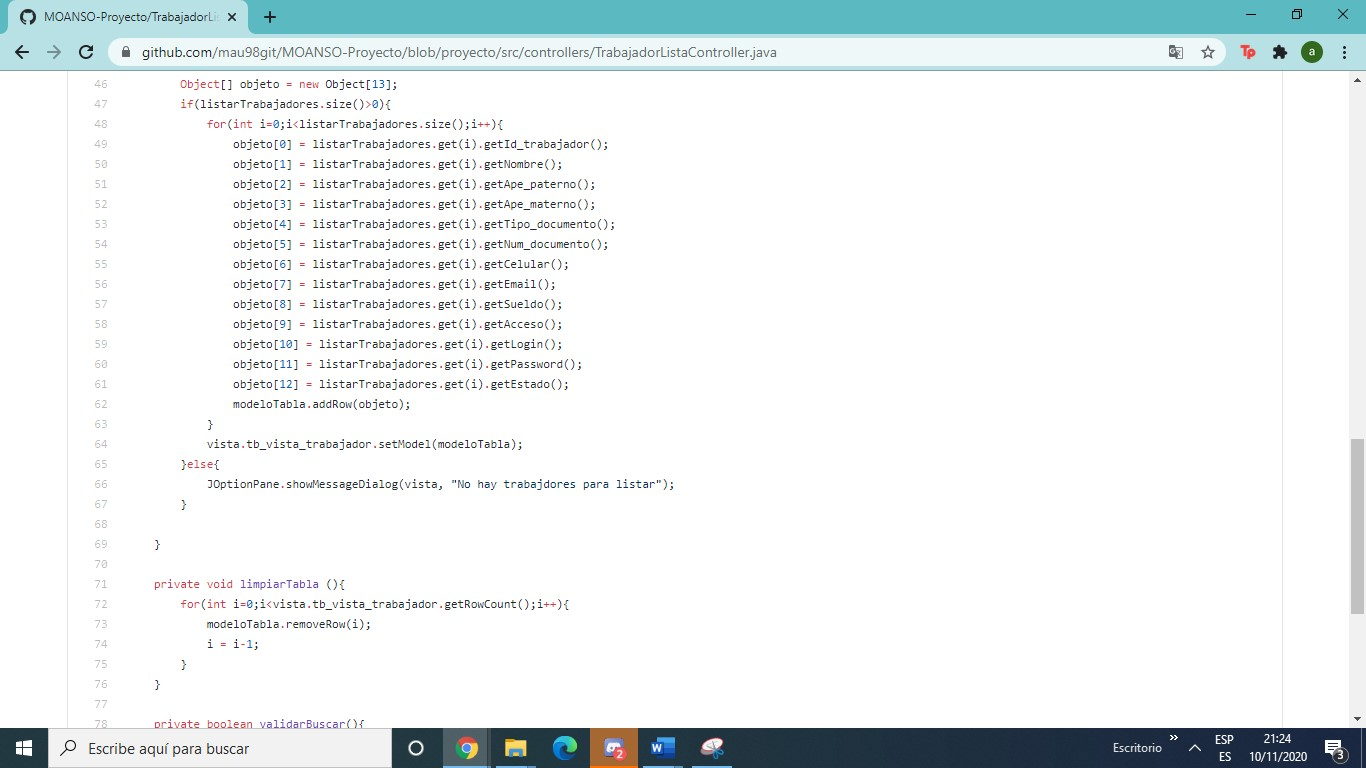 MOANSO-Proyecto/TrabajadorLi
github.com/mau98git/MOANSO-Proyecto/blob/proyecto/src/controllers/TrabajadorListaController.java
Tp
a
46 Object[] objeto = new Object[13];
47 if(listarTrabajadores.size()>0){
48 for(int i=0;i<listarTrabajadores.size();i++){
49 objeto[0] = listarTrabajadores.get(i).getId_trabajador();
50 objeto[1] = listarTrabajadores.get(i).getNombre();
51 objeto[2] = listarTrabajadores.get(i).getApe_paterno();
52 objeto[3] = listarTrabajadores.get(i).getApe_materno();
53 objeto[4] = listarTrabajadores.get(i).getTipo_documento();
54 objeto[5] = listarTrabajadores.get(i).getNum_documento();
55 objeto[6] = listarTrabajadores.get(i).getCelular();
56 objeto[7] = listarTrabajadores.get(i).getEmail();
57 objeto[8] = listarTrabajadores.get(i).getSueldo();
58 objeto[9] = listarTrabajadores.get(i).getAcceso();
59 objeto[10] = listarTrabajadores.get(i).getLogin();
60 objeto[11] = listarTrabajadores.get(i).getPassword();
61 objeto[12] = listarTrabajadores.get(i).getEstado();
62 modeloTabla.addRow(objeto);
63 }
64 vista.tb_vista_trabajador.setModel(modeloTabla);
65 }else{
66 JOptionPane.showMessageDialog(vista, "No hay trabajdores para listar");
67 }
68
69 }
70
71 private void limpiarTabla (){
72 for(int i=0;i<vista.tb_vista_trabajador.getRowCount();i++){
73 modeloTabla.removeRow(i);
74 i = i-1;
75 }
76 }
77
78 private boolean validarBuscar(){
Escribe aquí para buscar
2
Escritorio
ESP
ES
21:24
10/11/2020
3